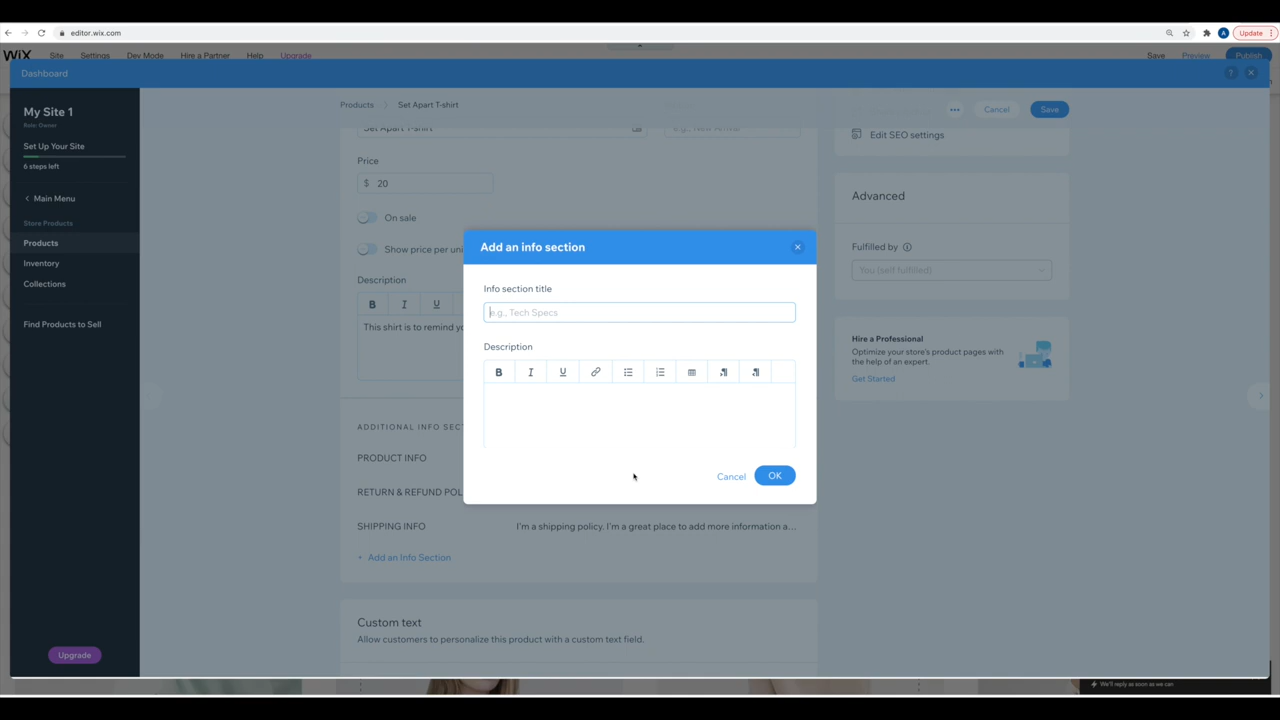 editor.wix.com
A
Update
WiX
Site
Settings
Dev Mode
Hire a Partner
Help
Upgrade
Save
Preview
Publish
Dashboard
?
My Site 1
Role: Owner
Set Up Your Site
6 steps left
Main Menu
Store Products
Products
Inventory
Collections
Find Products to Sell
Upgrade
Products
Set Apart T-shirt
Cancel
Save
Set Apart T-shirt
e.g., New Arrival
Price
$ 20
On sale
Show price per uni
Description
B I U
This shirt is to remind yo
ADDITIONAL INFO SECT
PRODUCT INFO
RETURN & REFUND POL
SHIPPING INFO
I'm a shipping policy. I'm a great place to add more information a...
+ Add an Info Section
Custom text
Allow customers to personalize this product with a custom text field.
Edit SEO settings
Advanced
Fulfilled by
You (self fulfilled)
Hire a Professional
Optimize your store's product pages with
the help of an expert.
Get Started
Add an info section
Info section title
e.g., Tech Specs
Description
B I U
Cancel
OK
We'll reply as soon as we can